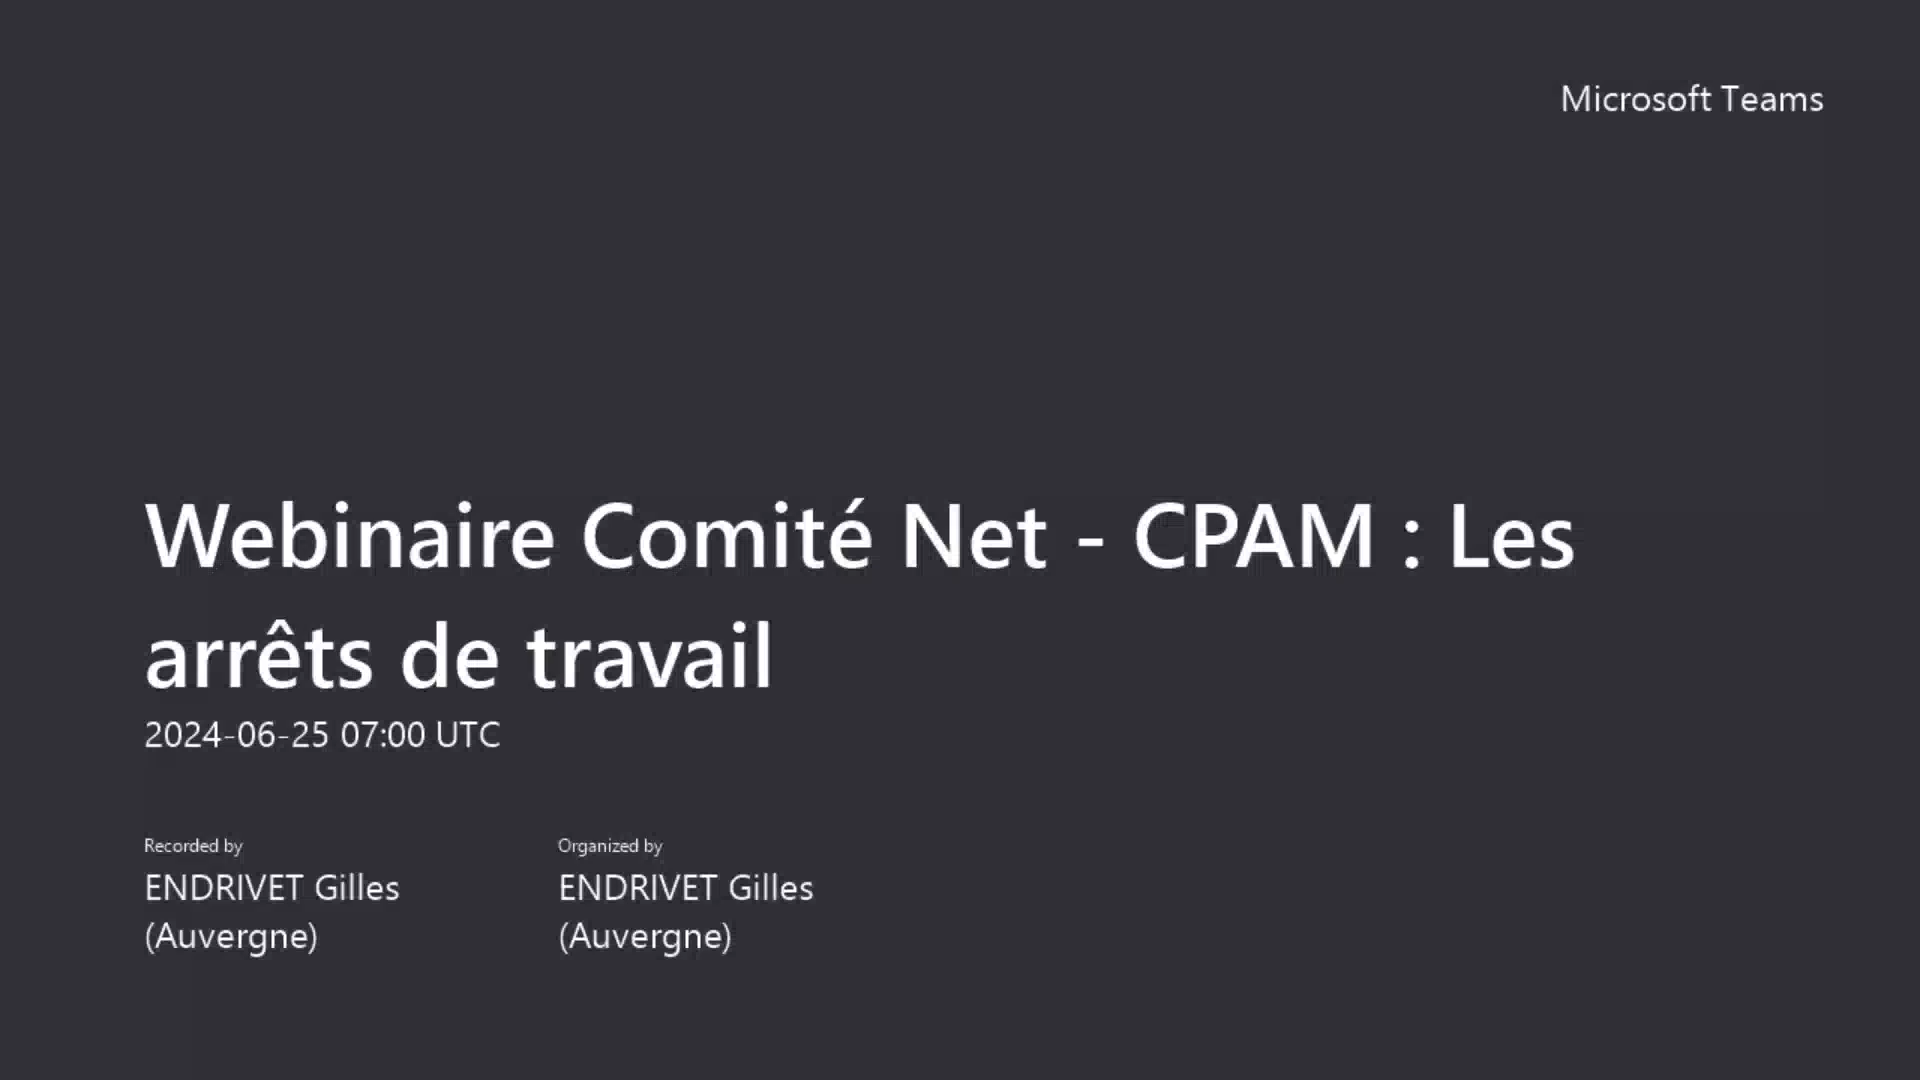 Microsoft Teams
Webinaire Comité Net - CPAM : Les
arrêts de travail
2024-06-25 07:00 UTC
Recorded by
ENDRIVET Gilles
(Auvergne)
Organized by
ENDRIVET Gilles
(Auvergne)